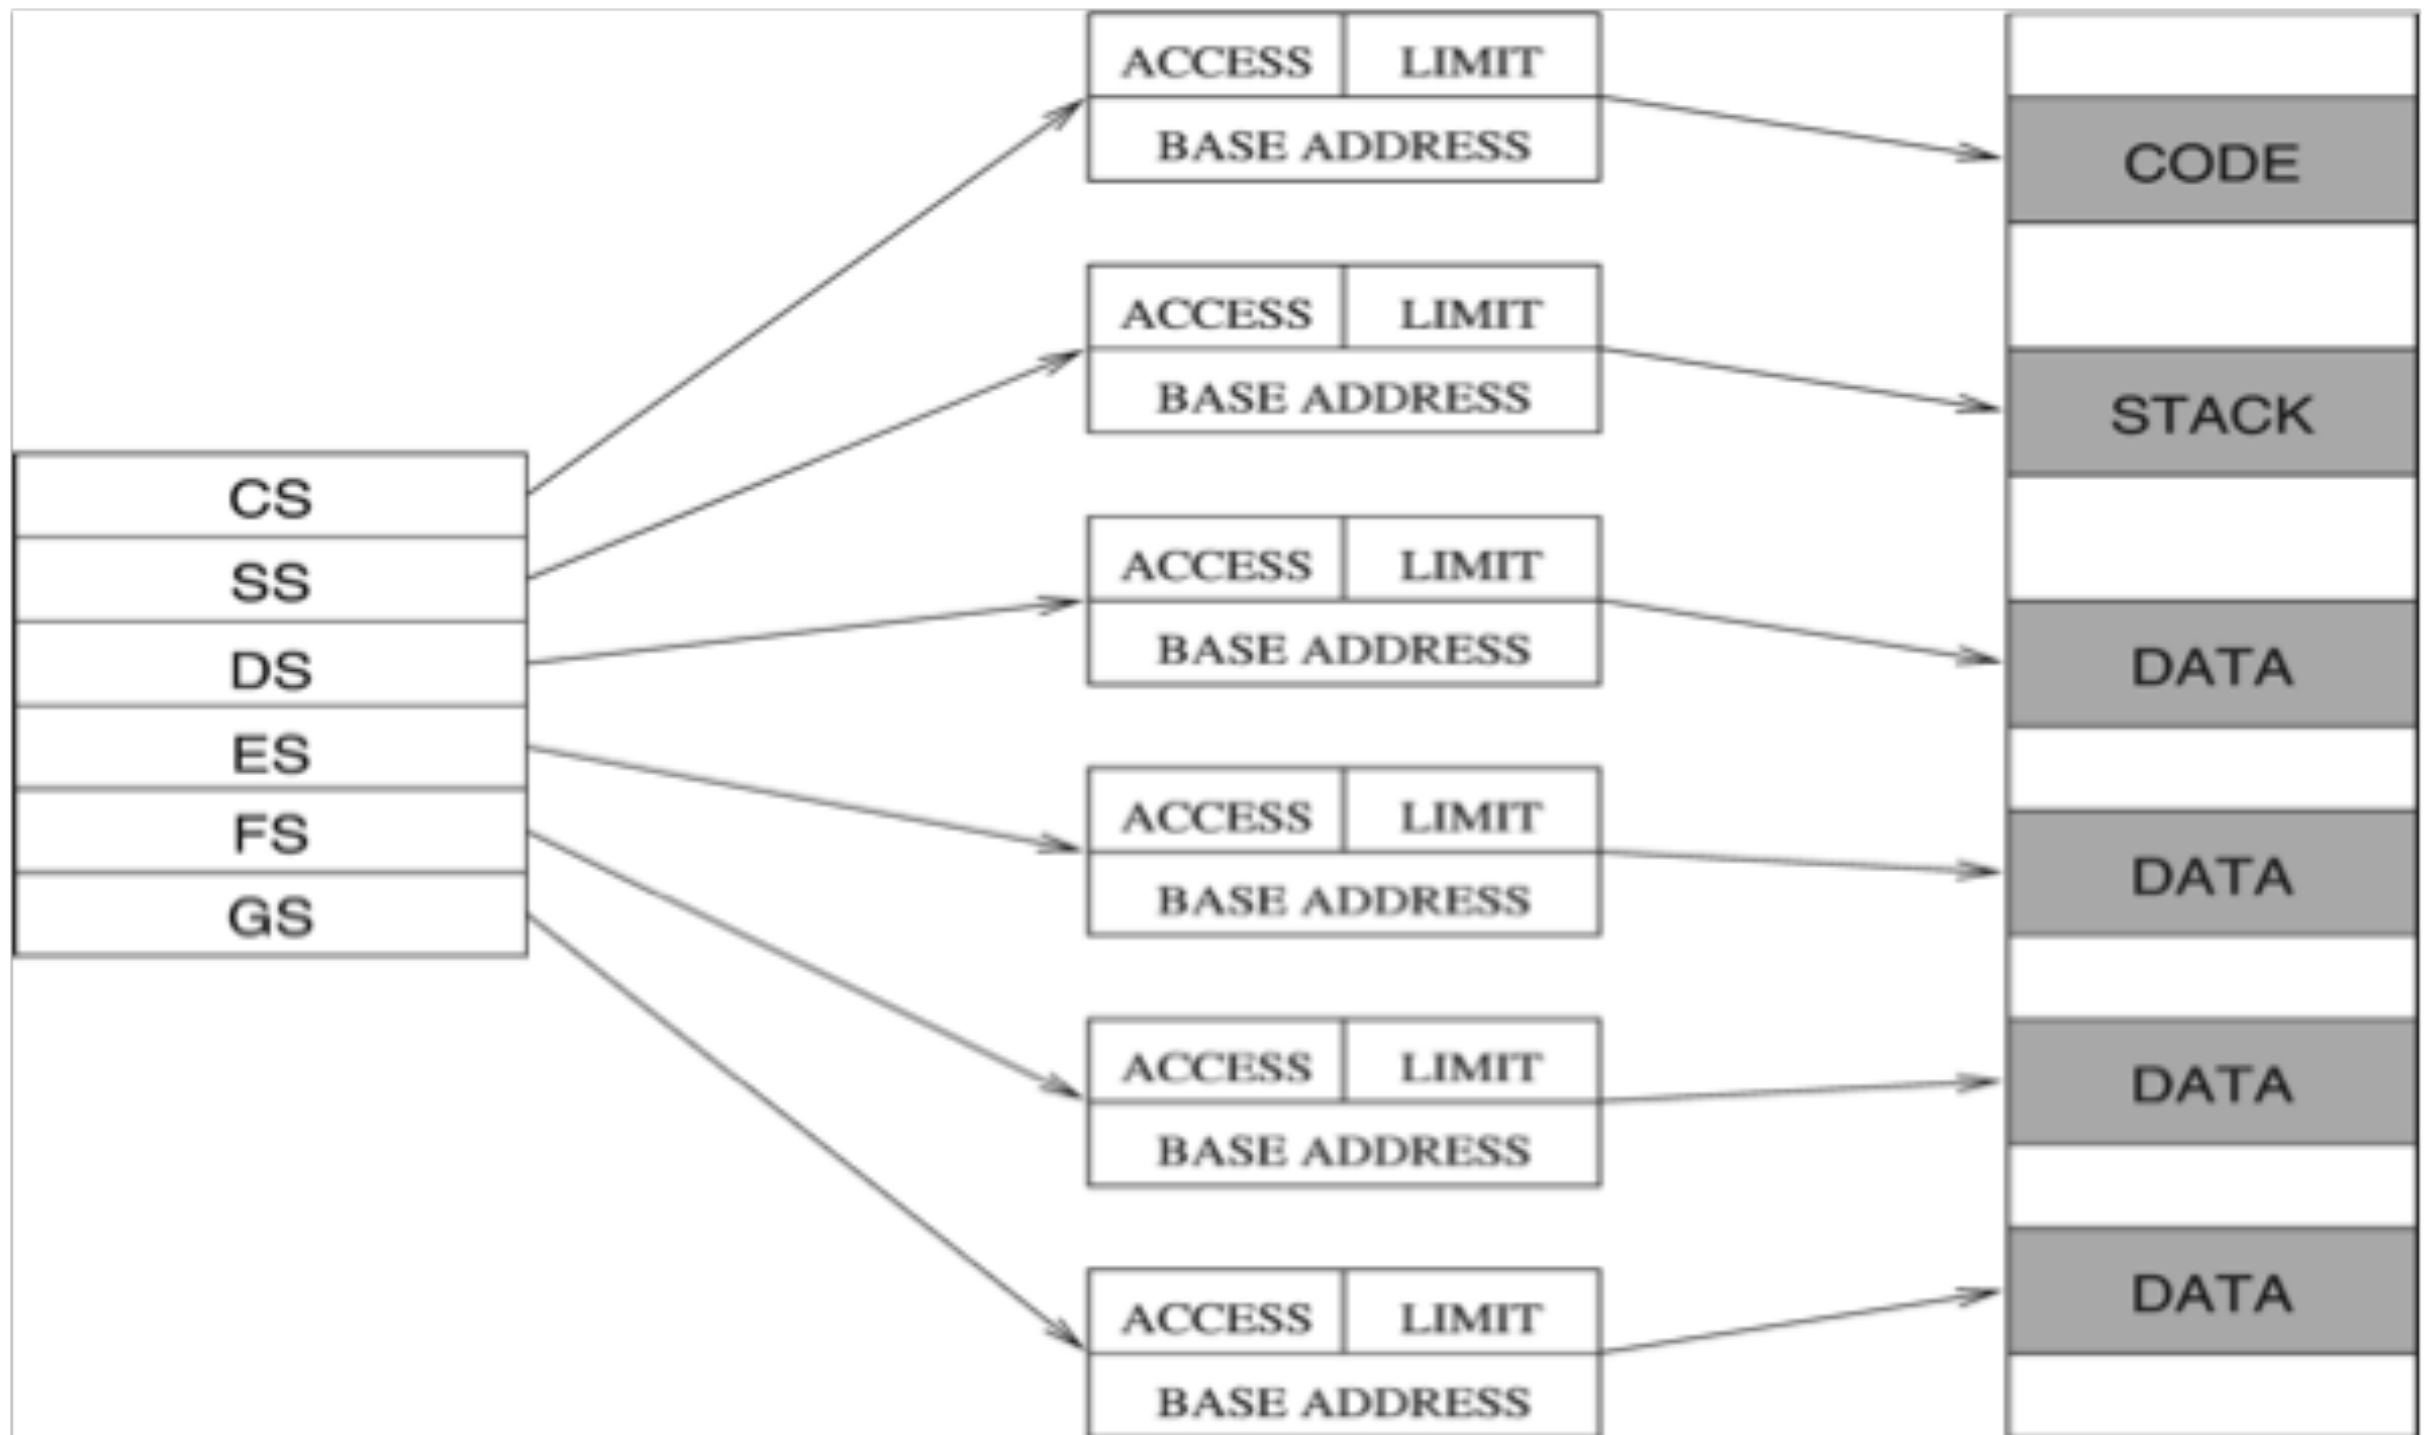 CS
SS
DS
ES
FS
GS
ACCESS LIMIT
BASE ADDRESS
ACCESS LIMIT
BASE ADDRESS
ACCESS LIMIT
BASE ADDRESS
ACCESS LIMIT
BASE ADDRESS
ACCESS LIMIT
BASE ADDRESS
ACCESS LIMIT
BASE ADDRESS
CODE
STACK
DATA
DATA
DATA
DATA